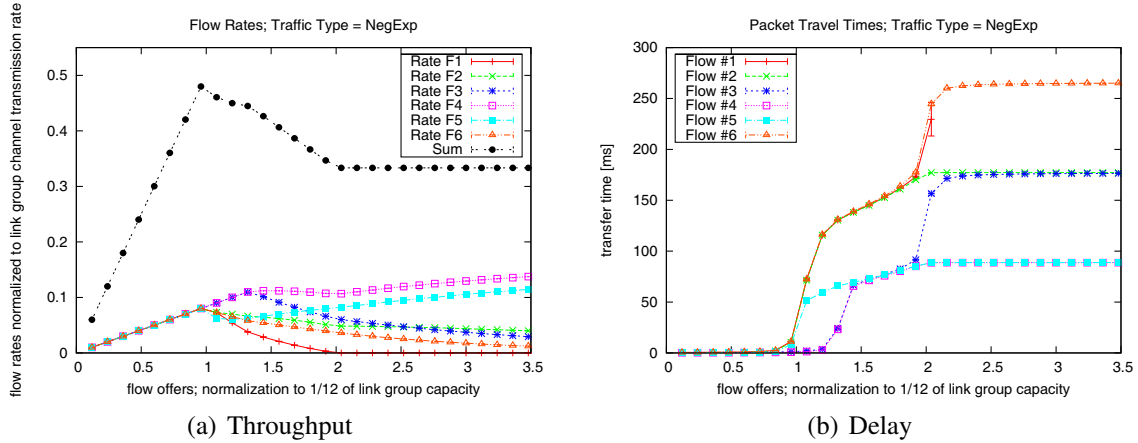 Flow Rates; Traffic Type = NegExp
flow rates normalized to link group channel transmission rate
0.5
0.4
0.3
0.2
0.1
0
Rate F1
Rate F2
Rate F3
Rate F4
Rate F5
Rate F6
Sum
0 0.5 1 1.5 2 2.5 3 3.5
flow offers; normalization to 1/12 of link group capacity
(a) Throughput
Packet Travel Times; Traffic Type = NegExp
transfer time [ms]
300
250
200
150
100
50
0
Flow #1
Flow #2
Flow #3
Flow #4
Flow #5
Flow #6
0 0.5 1 1.5 2 2.5 3 3.5
flow offers; normalization to 1/12 of link group capacity
(b) Delay